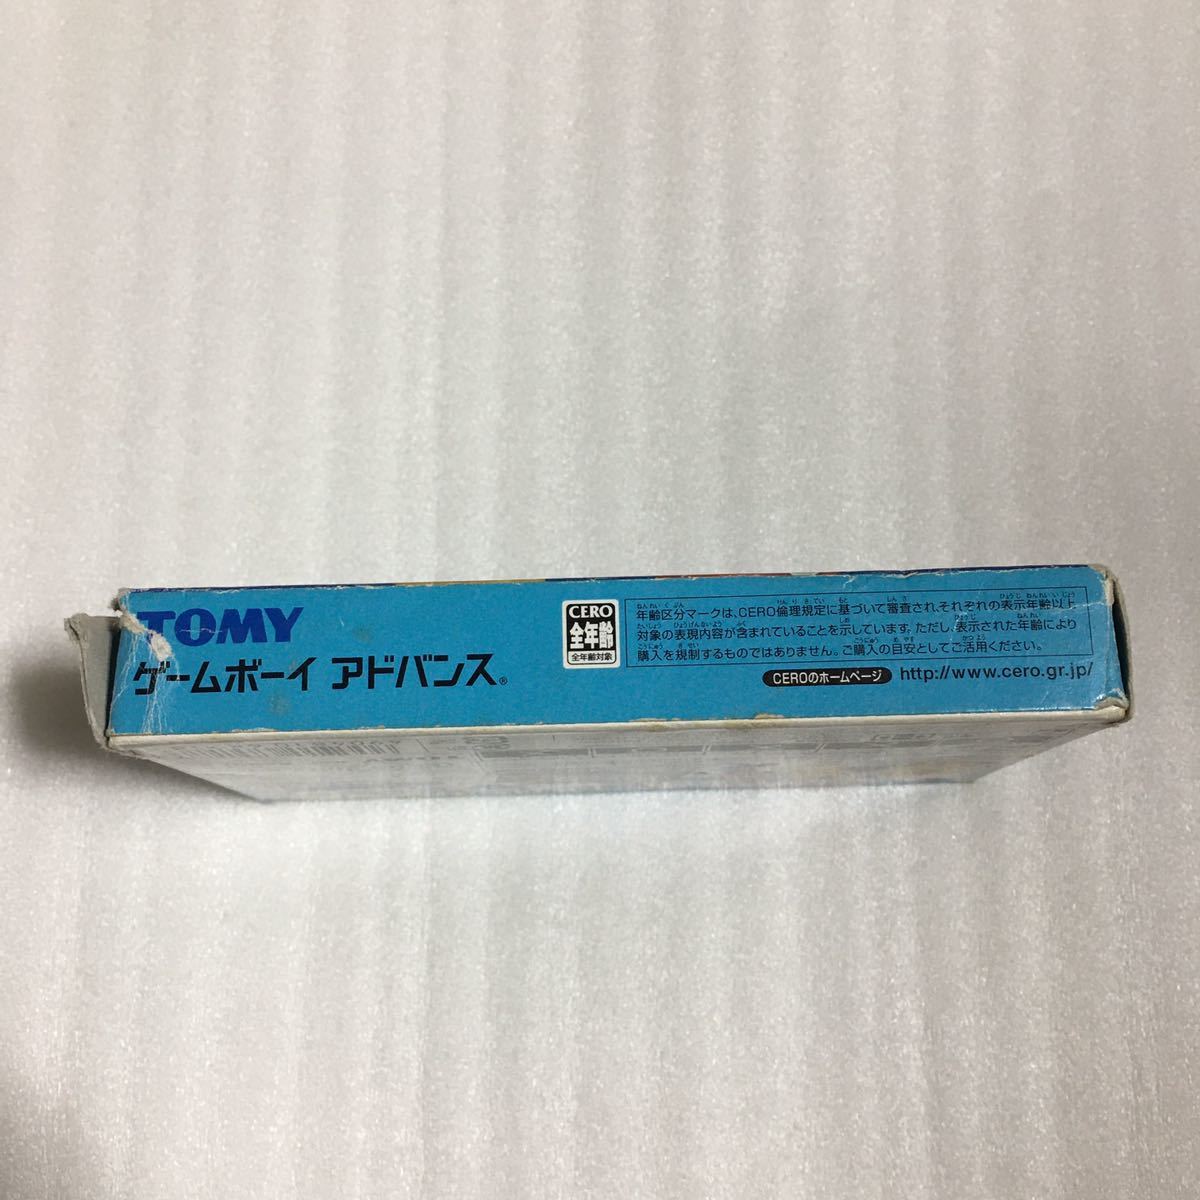 TOMY
ゲームボーイ アドバンス®
CERO
全年齢
全年齢対象
年齢区分マークは、CERO倫理規定に基づいて審査され、それぞれの表示年齢以上
対象の表現内容が含まれていることを示しています。ただし、表示された年齢により
購入を規制するものではありません。ご購入の目安としてご活用ください。
CEROのホームページ http://www.cero.gr.jp/